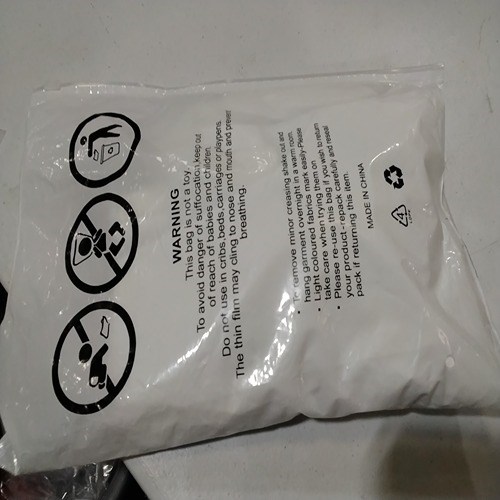 WARNING
This bag is not a toy.
To avoid danger of suffocation, keep out
of reach of babies and children.
Do not use in cribs, beds, carriages or playpens.
The thin film may cling to nose and mouth and prevent
breathing.
• To remove minor creasing shake out and
hang garment overnight in a warm room.
• Light coloured fabrics mark easily. Please
take care when trying them on
• Please re-use this bag if you wish to return
your product - repack carefully and reseal
pack if returning this item.
MADE IN CHINA
4